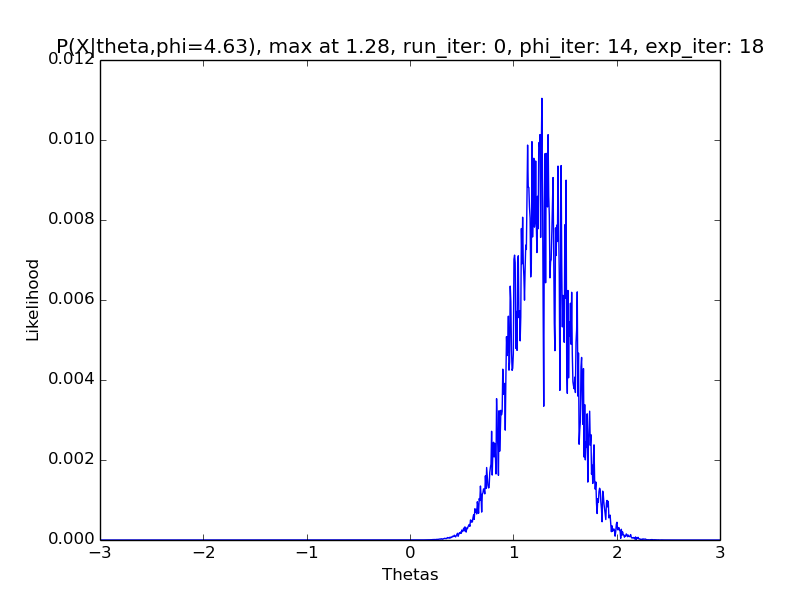 P(X|theta,phi=4.63), max at 1.28, run_iter: 0, phi_iter: 14, exp_iter: 18
0.012
0.010
0.008
0.006
0.004
0.002
0.000
Likelihood
−3 −2 −1 0 1 2 3
Thetas